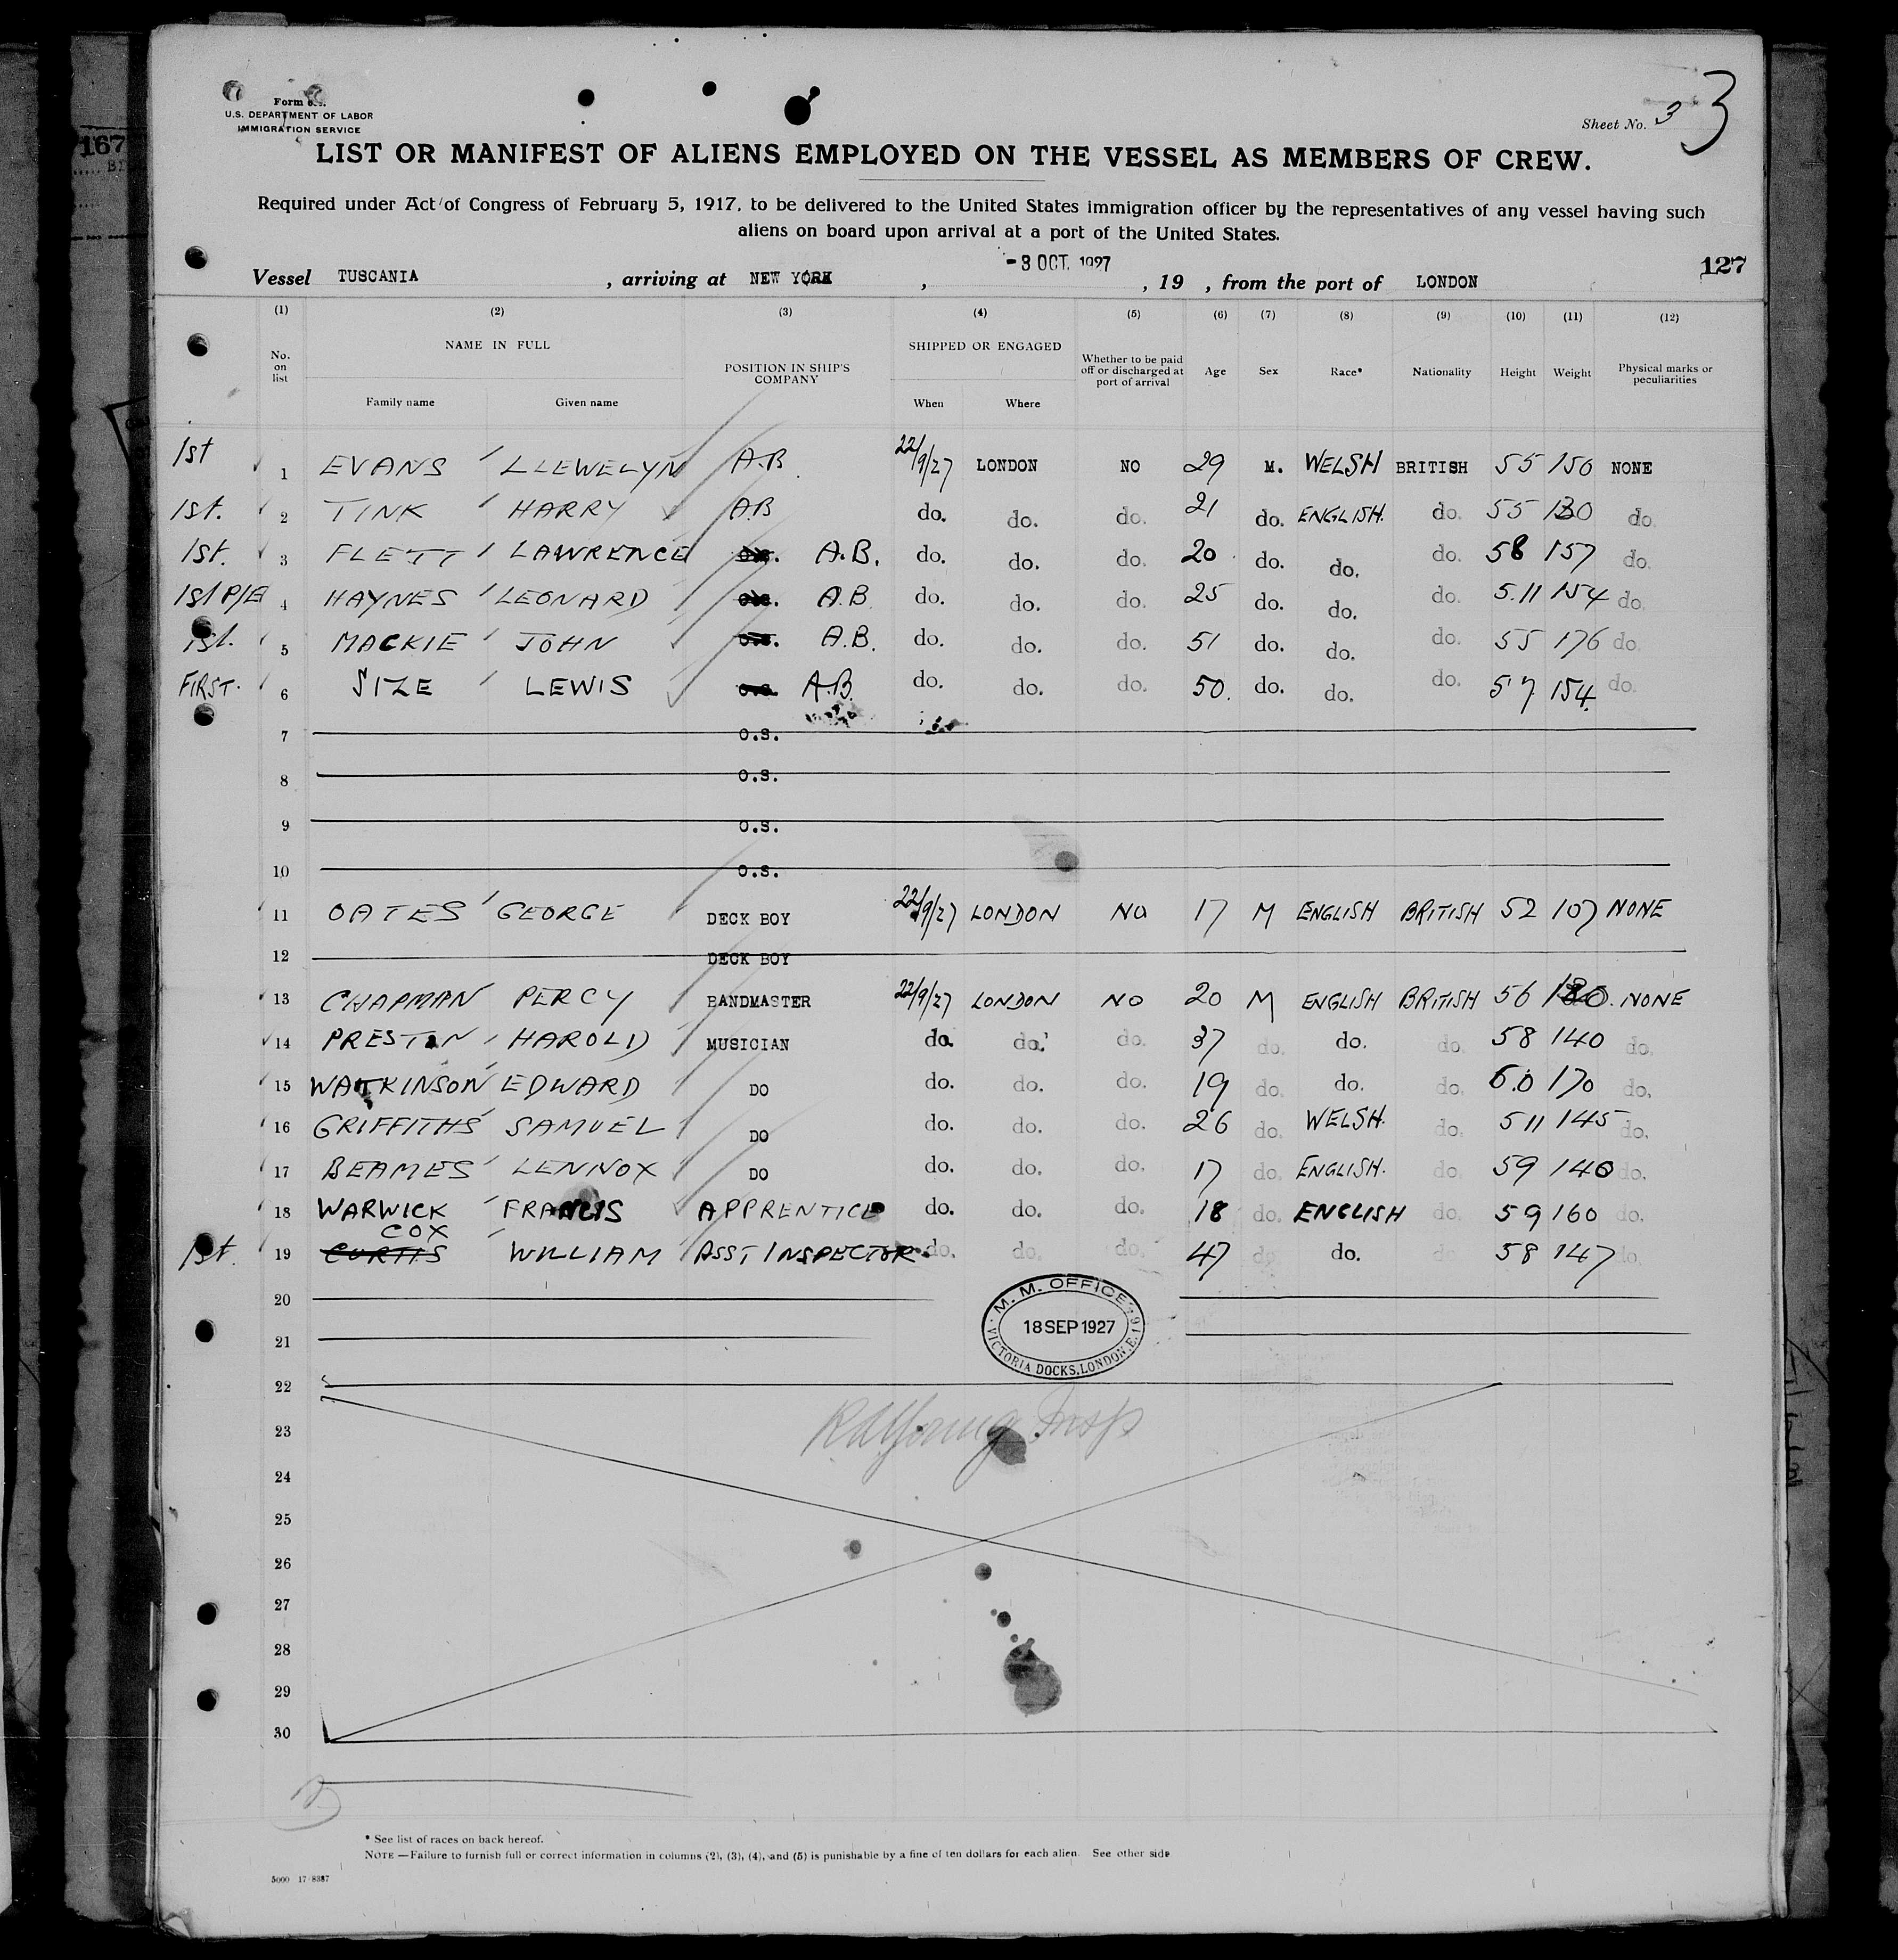 Form
U.S. DEPARTMENT OF LABOR
IMMIGRATION SERVICE
Sheet No. 3 3
LIST OR MANIFEST OF ALIENS EMPLOYED ON THE VESSEL AS MEMBERS OF CREW.
Required under Act of Congress of February 5, 1917, to be delivered to the United States immigration officer by the representatives of any vessel having such
aliens on board upon arrival at a port of the United States.
-3 OCT. 1927
127
Vessel TUSCANIA , arriving at NEW YORK , , 19 , from the port of LONDON
(1) (2) (3) (4) (5) (6) (7) (8) (9) (10) (11) (12)
No. on list NAME IN FULL Family name Given name POSITION IN SHIP'S COMPANY SHIPPED OR ENGAGED When Where Whether to be paid off or discharged at port of arrival Age Sex Race* Nationality Height Weight Physical marks or peculiarities
1st 1 EVANS LLEWELYN A.B. 22/9/27 LONDON NO 29 M. WELSH BRITISH 55 150 NONE
1st. 2 TINK HARRY AB do. do. do. 21 do. ENGLISH. do. 55 130 do.
1st. 3 FLETT LAWRENCE A.B. do. do. do. 20 do. do. do. 58 157 do.
1st P/E 4 HAYNES LEONARD A.B. do. do. do. 25 do. do. do. 5.11 154 do.
1st. 5 MACKIE JOHN A.B. do. do. do. 51 do. do. do. 55 176 do.
FIRST. 6 SIZE LEWIS A.B. do. do. do. 50. do. do. do. 57 154. do.
7 O.S.
8 O.S.
9 O.S.
10 O.S.
11 OATES GEORGE DECK BOY 22/9/27 LONDON NO 17 M ENGLISH BRITISH 52 107 NONE
12 DECK BOY
13 CHAPMAN PERCY BANDMASTER 22/9/27 LONDON NO 20 M ENGLISH BRITISH 56 NONE
14 PRESTON HAROLD MUSICIAN do. do. do. 37 do. do. do. 58 140 do.
15 WATKINSON EDWARD DO do. do. do. 19 do. do. do. 6.0 170 do.
16 GRIFFITHS SAMUEL DO do. do. do. 26 do. WELSH. do. 511 145 do.
17 BEAMES LENNOX DO do. do. do. 17 do. ENGLISH. do. 59 140 do.
18 WARWICK FRANCIS APPRENTICE do. do. do. 18 do. ENGLISH do. 59 160 do.
COX
1st. 19 CURTIS WILLIAM ASST INSPECTOR do. do. do. 47 do. do. do. 58 147 do.
20
21
M. M. OFFICE
18 SEP 1927
VICTORIA DOCKS, LONDON, E.
22
23
24
25
26
27
28
29
30
* See list of races on back hereof.
NOTE.—Failure to furnish full or correct information in columns (2), (3), (4), and (5) is punishable by a fine of ten dollars for each alien. See other side.
5000 17-8387